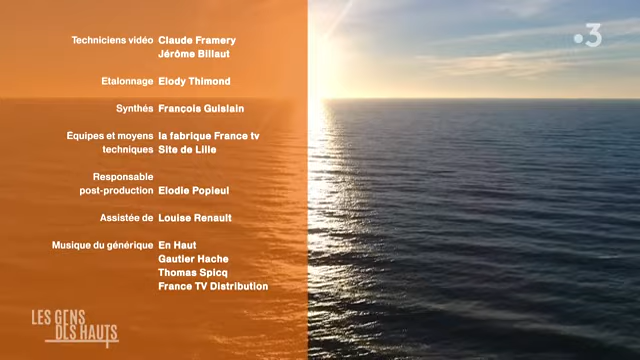 Techniciens vidéo Claude Framery
Jérôme Billaut
Etalonnage Elody Thimond
Synthés François Guislain
Equipes et moyens la fabrique France tv
techniques Site de Lille
Responsable
post-production Elodie Popieul
Assistée de Louise Renault
Musique du générique En Haut
Gautier Hache
Thomas Spicq
France TV Distribution
LES GENS
DES HAUTS
3